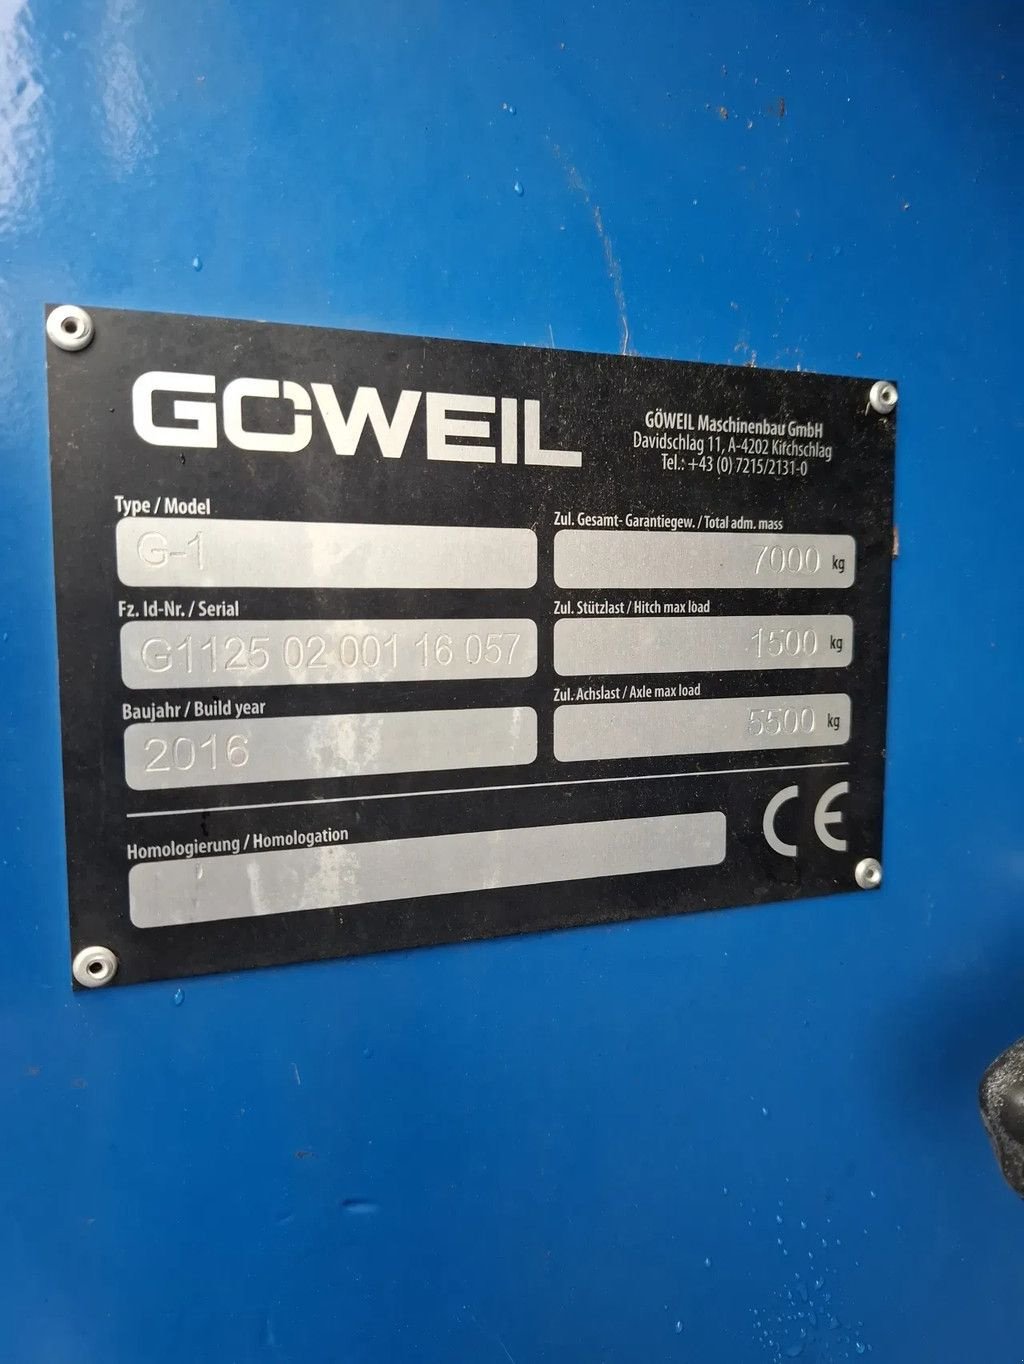 GÖWEIL
GÖWEIL Maschinenbau GmbH
Davidschlag 11, A-4202 Kirchschlag
Tel.: +43 (0) 7215/2131-0
Type / Model
G-1
Fz. Id-Nr. / Serial
G1125 02 001 16 057
Baujahr / Build year
2016
Zul. Gesamt- Garantiegew. / Total adm. mass
7000 kg
Zul. Stützlast / Hitch max load
1500 kg
Zul. Achslast / Axle max load
5500 kg
Homologierung / Homologation
CE